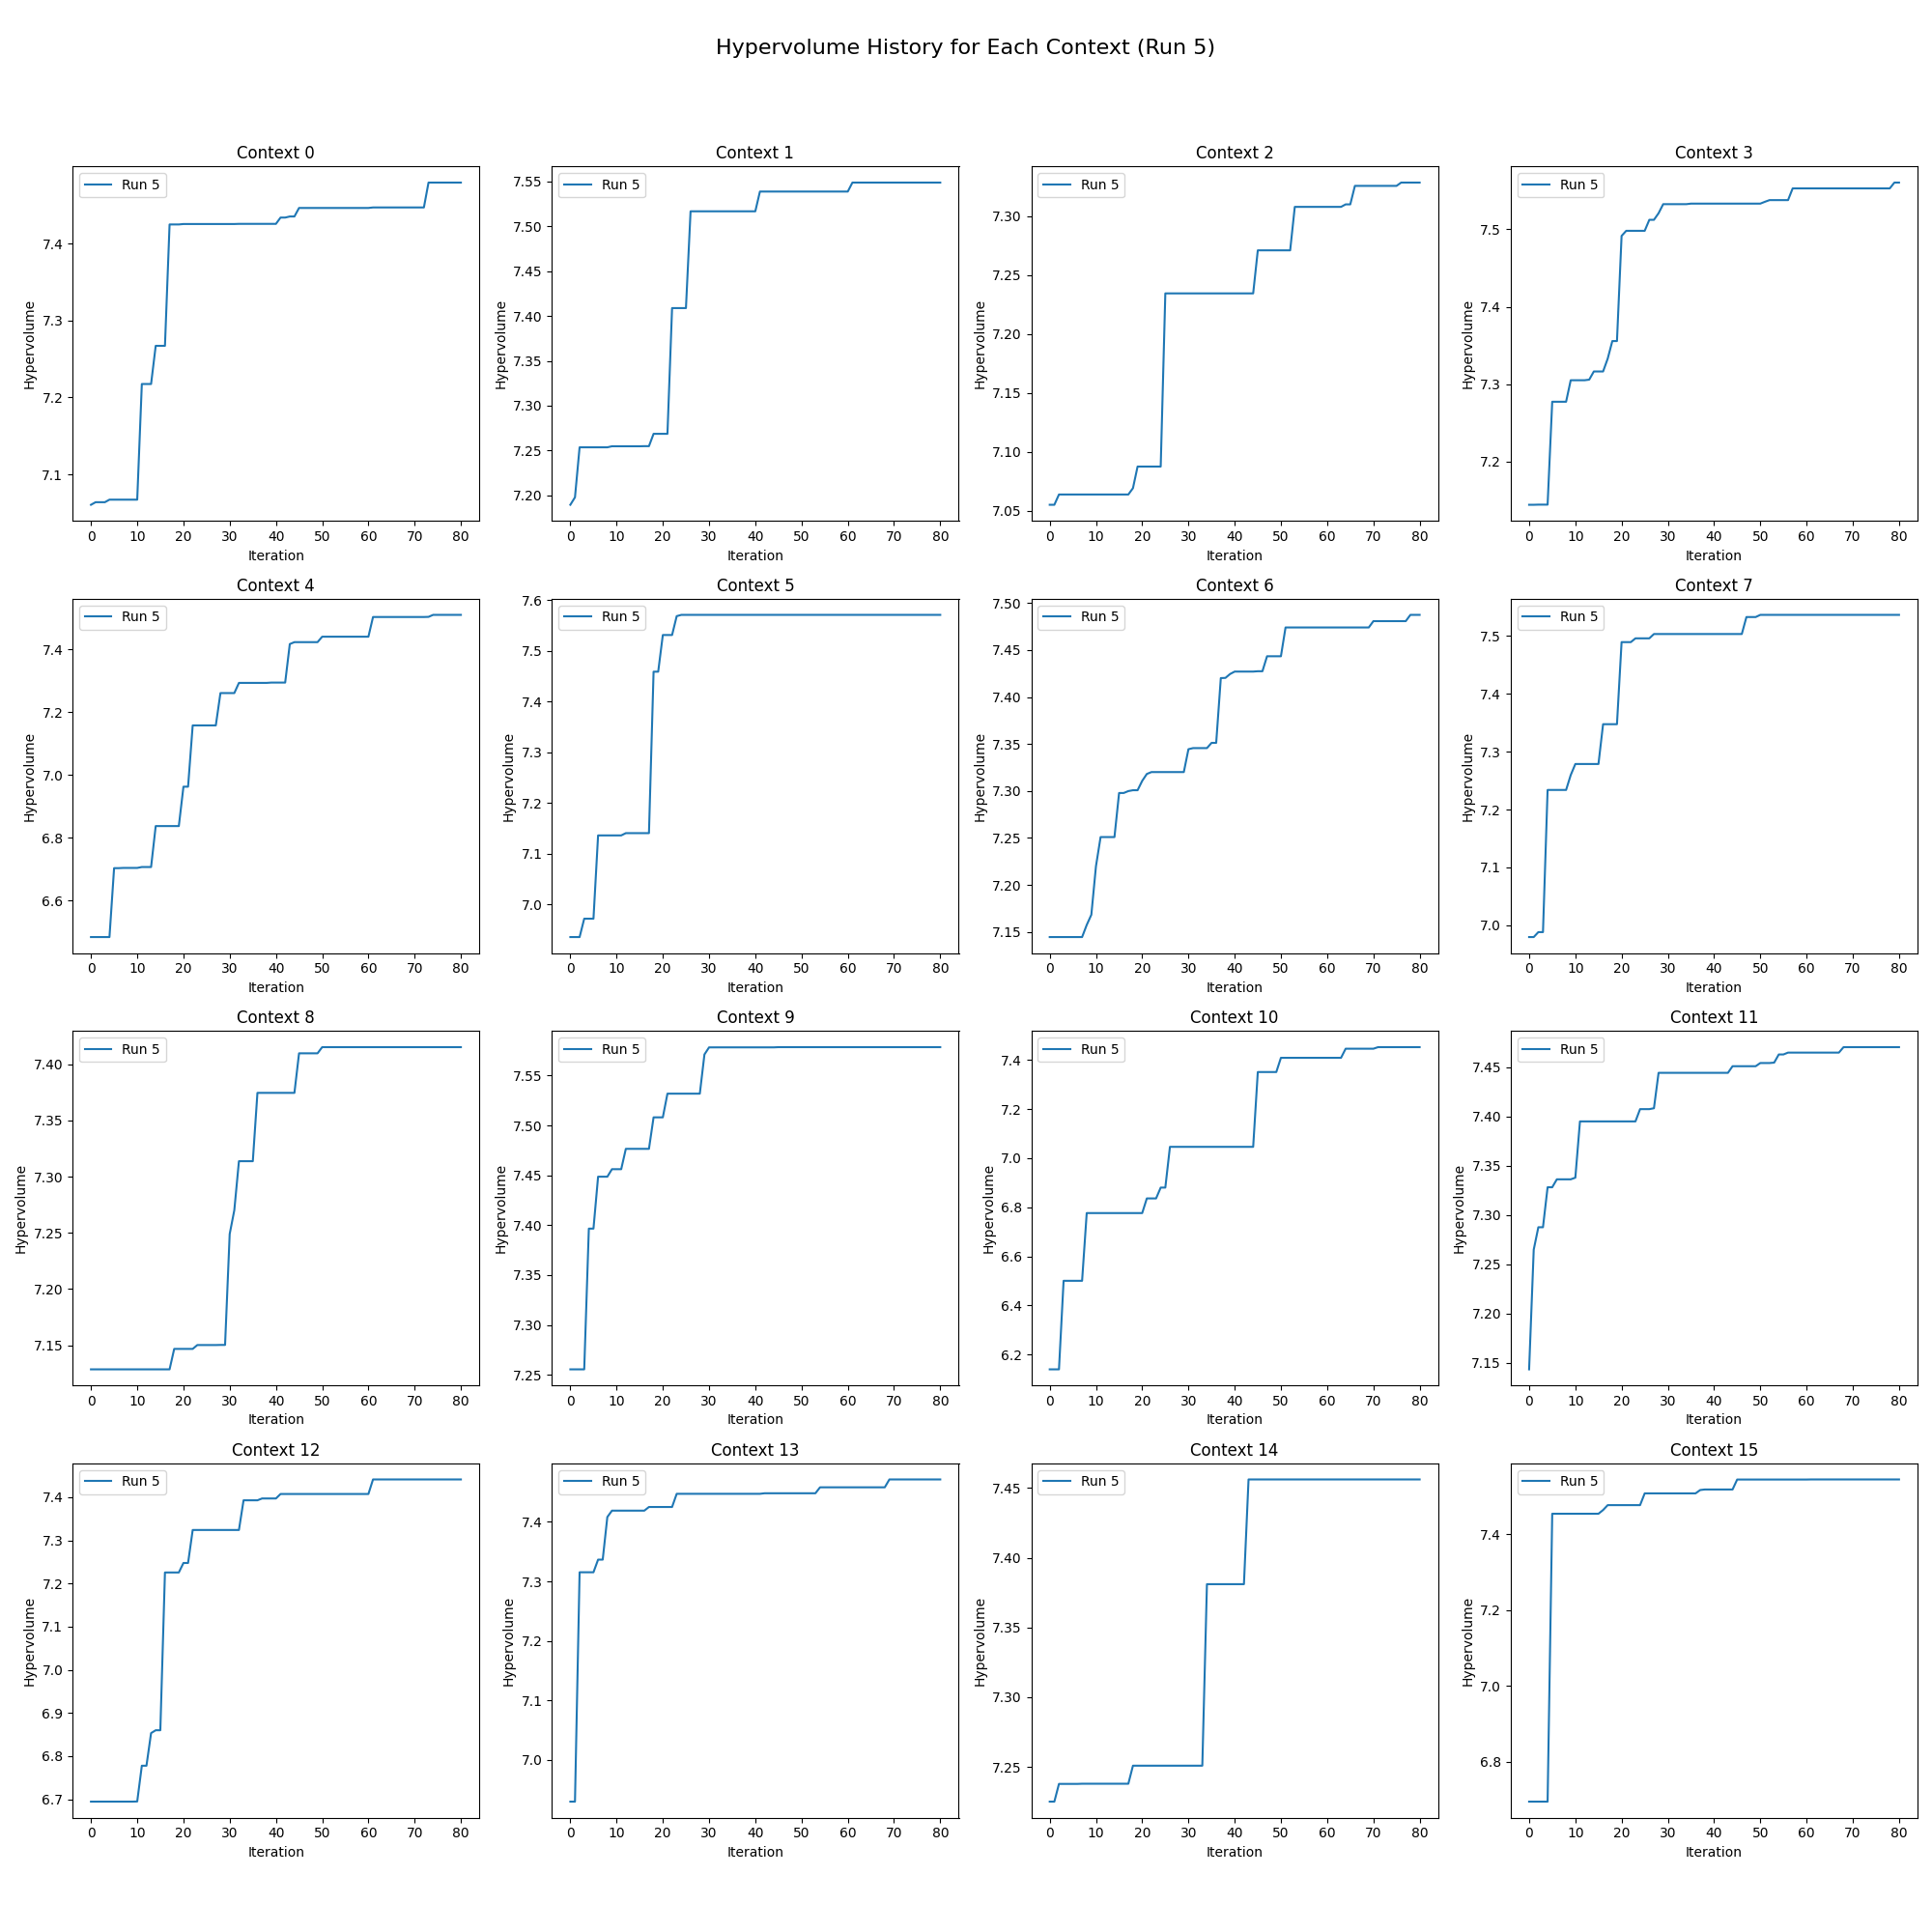 Hypervolume History for Each Context (Run 5)
Context 0
Run 5
Hypervolume
7.4
7.3
7.2
7.1
0 10 20 30 40 50 60 70 80
Iteration
Context 1
Run 5
Hypervolume
7.55
7.50
7.45
7.40
7.35
7.30
7.25
7.20
0 10 20 30 40 50 60 70 80
Iteration
Context 2
Run 5
Hypervolume
7.30
7.25
7.20
7.15
7.10
7.05
0 10 20 30 40 50 60 70 80
Iteration
Context 3
Run 5
Hypervolume
7.5
7.4
7.3
7.2
0 10 20 30 40 50 60 70 80
Iteration
Context 4
Run 5
Hypervolume
7.4
7.2
7.0
6.8
6.6
0 10 20 30 40 50 60 70 80
Iteration
Context 5
Run 5
Hypervolume
7.6
7.5
7.4
7.3
7.2
7.1
7.0
0 10 20 30 40 50 60 70 80
Iteration
Context 6
Run 5
Hypervolume
7.50
7.45
7.40
7.35
7.30
7.25
7.20
7.15
0 10 20 30 40 50 60 70 80
Iteration
Context 7
Run 5
Hypervolume
7.5
7.4
7.3
7.2
7.1
7.0
0 10 20 30 40 50 60 70 80
Iteration
Context 8
Run 5
Hypervolume
7.40
7.35
7.30
7.25
7.20
7.15
0 10 20 30 40 50 60 70 80
Iteration
Context 9
Run 5
Hypervolume
7.55
7.50
7.45
7.40
7.35
7.30
7.25
0 10 20 30 40 50 60 70 80
Iteration
Context 10
Run 5
Hypervolume
7.4
7.2
7.0
6.8
6.6
6.4
6.2
0 10 20 30 40 50 60 70 80
Iteration
Context 11
Run 5
Hypervolume
7.45
7.40
7.35
7.30
7.25
7.20
7.15
0 10 20 30 40 50 60 70 80
Iteration
Context 12
Run 5
Hypervolume
7.4
7.3
7.2
7.1
7.0
6.9
6.8
6.7
0 10 20 30 40 50 60 70 80
Iteration
Context 13
Run 5
Hypervolume
7.4
7.3
7.2
7.1
7.0
0 10 20 30 40 50 60 70 80
Iteration
Context 14
Run 5
Hypervolume
7.45
7.40
7.35
7.30
7.25
0 10 20 30 40 50 60 70 80
Iteration
Context 15
Run 5
Hypervolume
7.4
7.2
7.0
6.8
0 10 20 30 40 50 60 70 80
Iteration